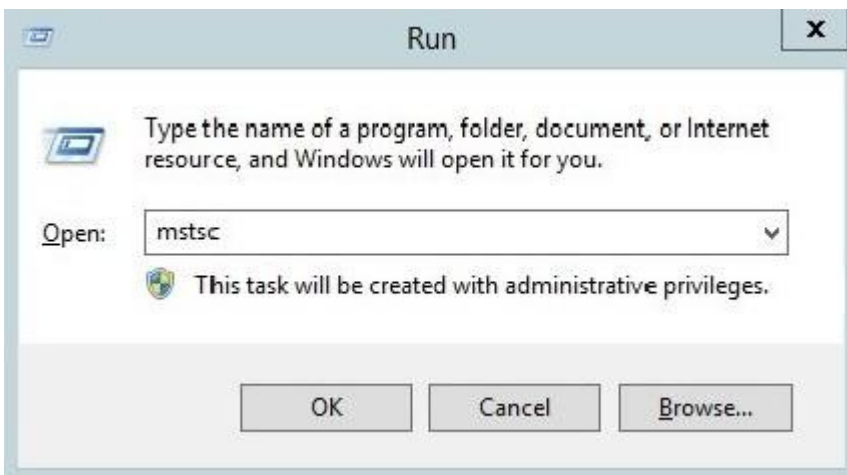 Run
x
Type the name of a program, folder, document, or Internet
resource, and Windows will open it for you.
Open: mstsc
This task will be created with administrative privileges.
OK Cancel Browse...